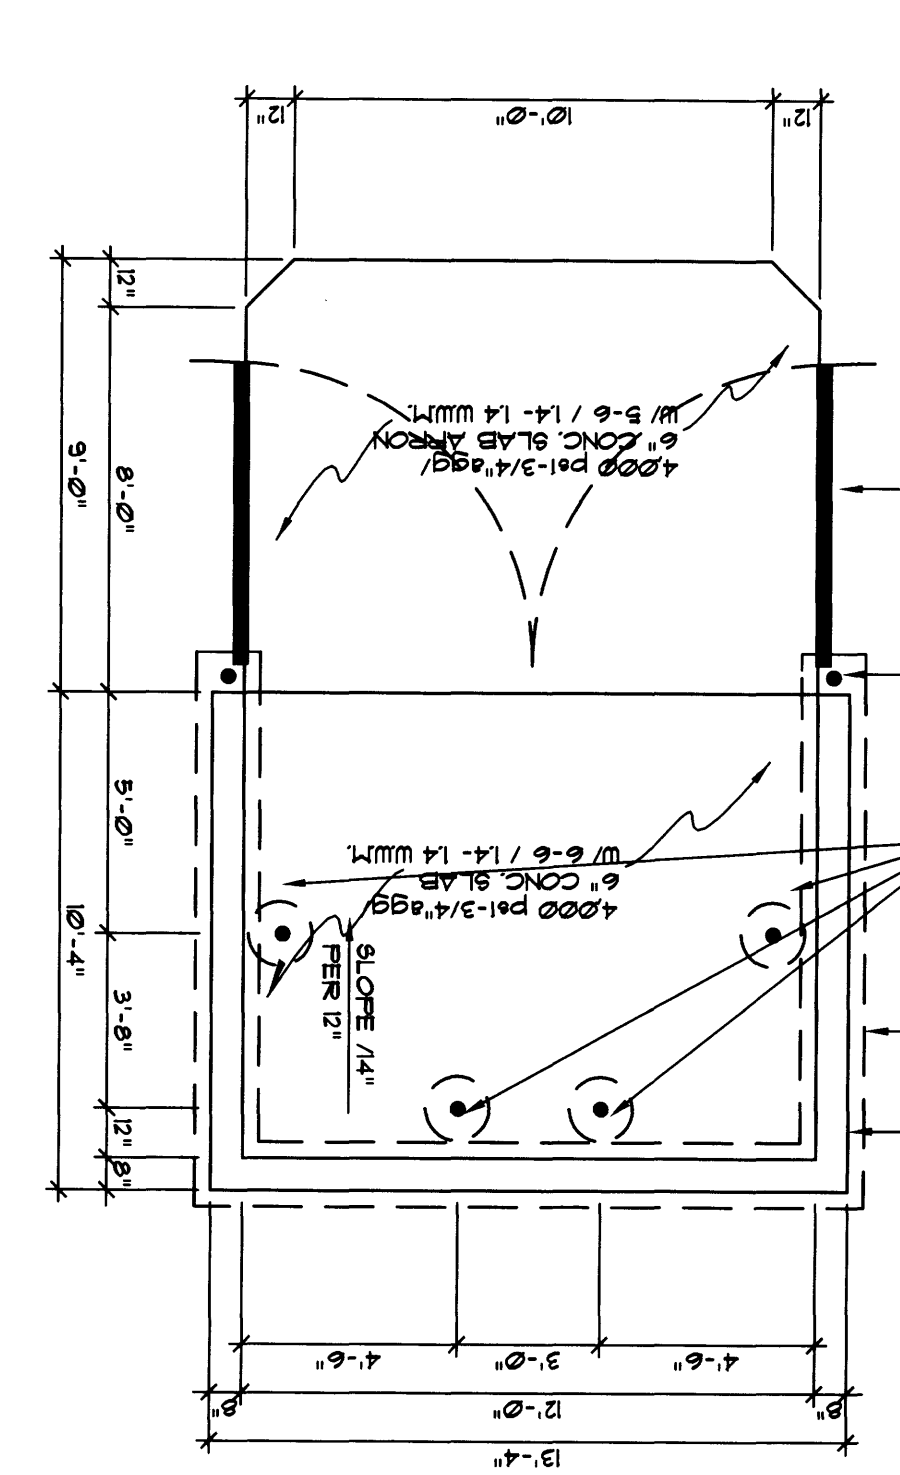 12"
10'-0"
12"
12"
9'-0"
8'-0"
4,000 psi-3/4"agg/
6" CONC. SLAB APRON
W/ 5-6 / 1.4- 1.4 W.W.M.
5'-0"
10'-4"
3'-8"
12"
8"
4,000 psi-3/4"agg/
6" CONC. SLAB
W/ 6-6 / 1.4- 1.4 W.W.M.
SLOPE /14"
PER 12"
4'-6"
3'-0"
4'-6"
8"
12'-0"
8"
13'-4"